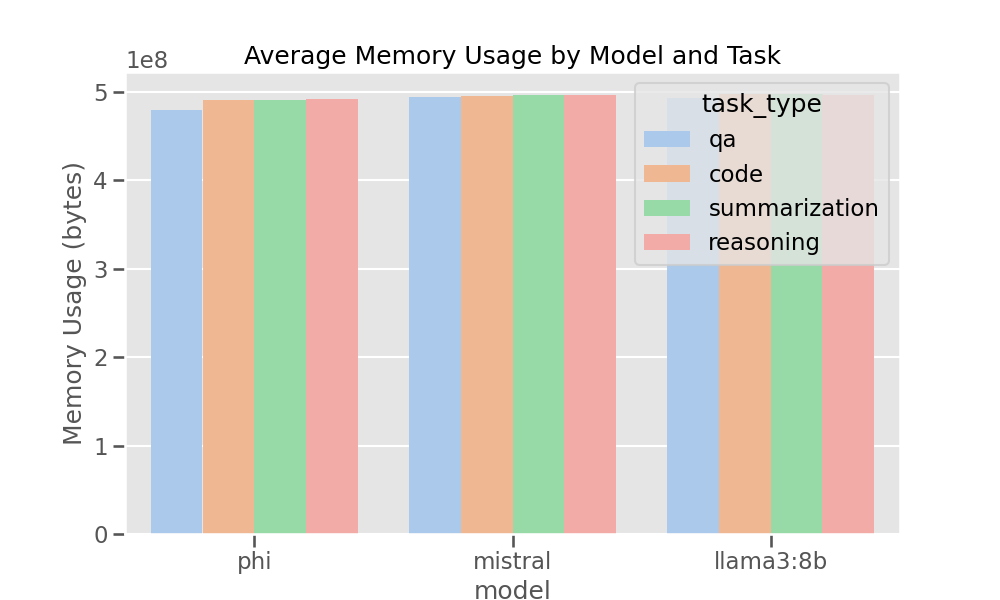 Average Memory Usage by Model and Task
1e8
5
4
3
2
1
0
Memory Usage (bytes)
task_type
qa
code
summarization
reasoning
phi
mistral
llama3:8b
model